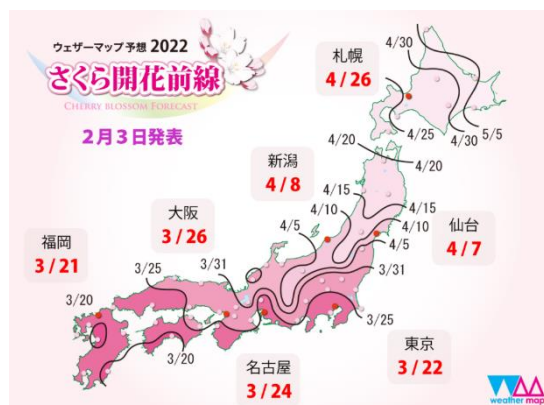 ウェザーマップ予想 2022
さくら開花前線
CHERRY BLOSSOM FORECAST
2月3日発表
札幌
4/26
4/30
4/25
4/30
5/5
4/20
4/20
新潟
4/8
4/15
4/10
4/5
4/15
4/10
4/5
仙台
4/7
大阪
3/26
3/31
3/31
福岡
3/21
3/25
3/20
3/20
3/25
名古屋
3/24
東京
3/22
weather map